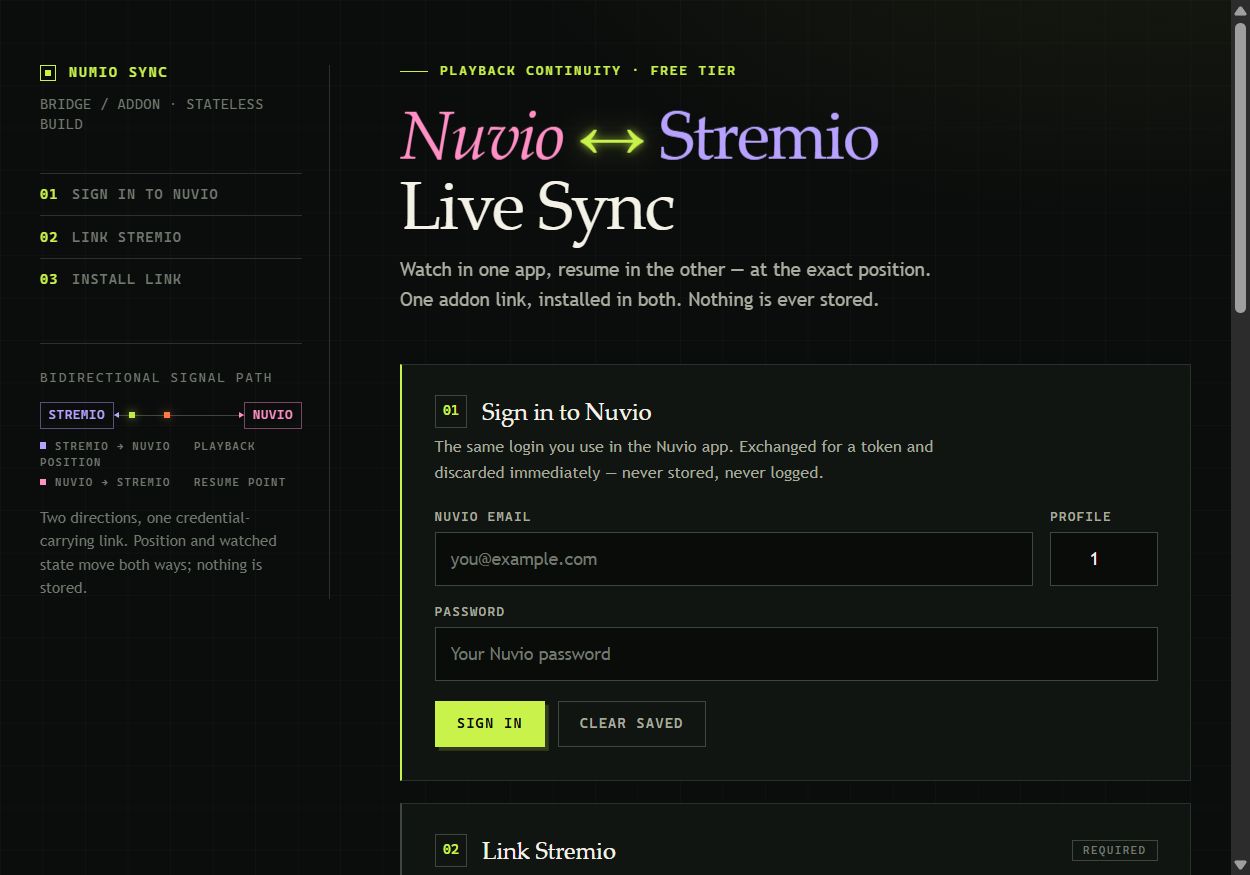 NUMIO SYNC
BRIDGE / ADDON · STATELESS
BUILD
01 SIGN IN TO NUVIO
02 LINK STREMIO
03 INSTALL LINK
BIDIRECTIONAL SIGNAL PATH
STREMIO NUVIO
STREMIO → NUVIO PLAYBACK
POSITION
NUVIO → STREMIO RESUME POINT
Two directions, one credential-
carrying link. Position and watched
state move both ways; nothing is
stored.
PLAYBACK CONTINUITY · FREE TIER
Nuvio ↔ Stremio
Live Sync
Watch in one app, resume in the other — at the exact position.
One addon link, installed in both. Nothing is ever stored.
01 Sign in to Nuvio
The same login you use in the Nuvio app. Exchanged for a token and
discarded immediately — never stored, never logged.
NUVIO EMAIL PROFILE
you@example.com 1
PASSWORD
Your Nuvio password
SIGN IN CLEAR SAVED
02 Link Stremio REQUIRED